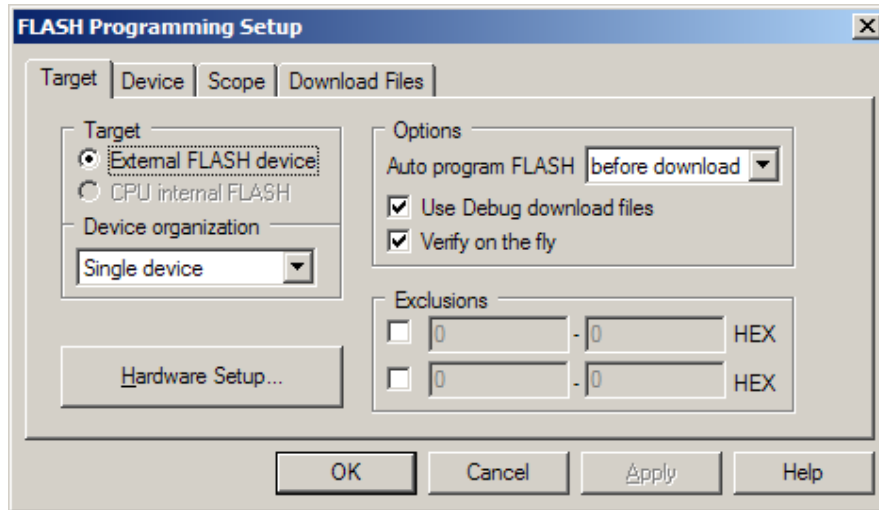 FLASH Programming Setup
Target Device Scope Download Files
Target
External FLASH device
CPU internal FLASH
Device organization
Single device
Hardware Setup...
Options
Auto program FLASH before download
Use Debug download files
Verify on the fly
Exclusions
0 - 0 HEX
0 - 0 HEX
OK Cancel Apply Help